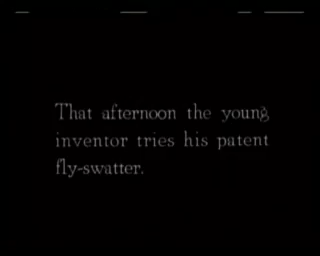 That afternoon the young
inventor tries his patent
fly-swatter.